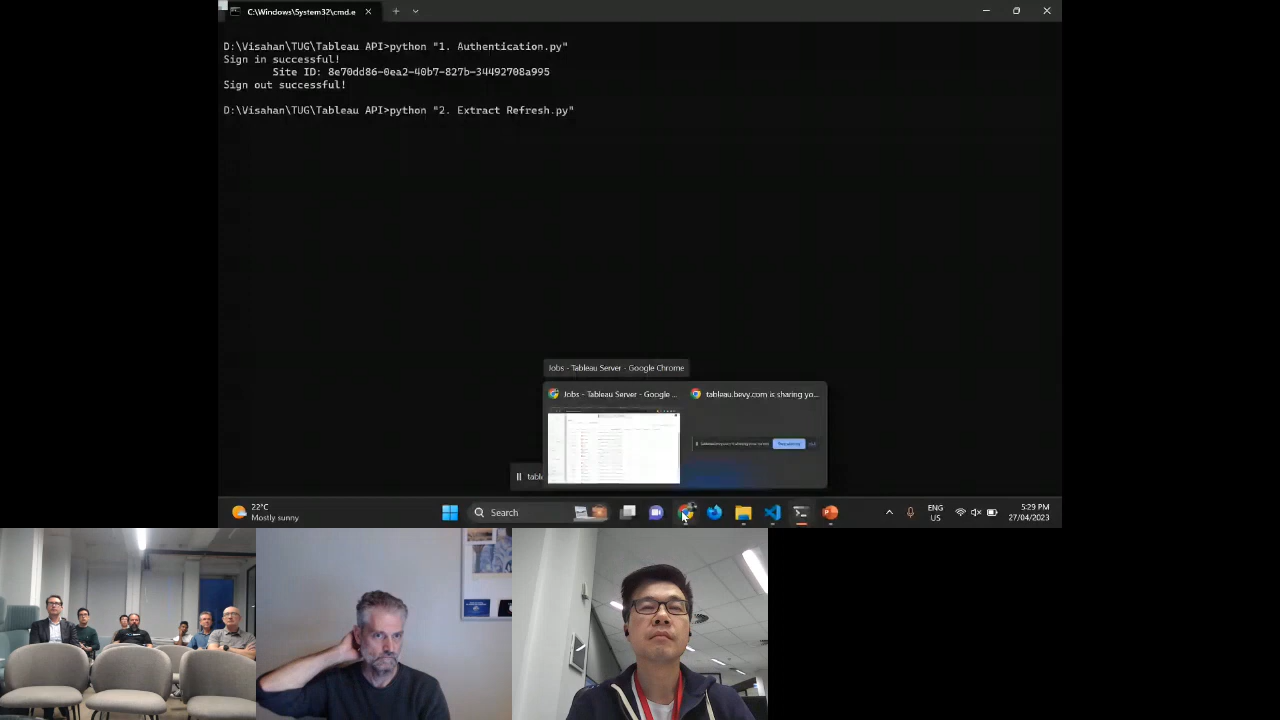 C:\Windows\System32\cmd.e
D:\Visahan\TUG\Tableau API>python "1. Authentication.py"
Sign in successful!
Site ID: 8e70dd86-0ea2-40b7-827b-34492708a995
Sign out successful!
D:\Visahan\TUG\Tableau API>python "2. Extract Refresh.py"
Jobs - Tableau Server - Google Chrome
Jobs - Tableau Server - Google ...
tableau.bevy.com is sharing yo...
table
22°C
Mostly sunny
Search
ENG
US
5:29 PM
27/04/2023